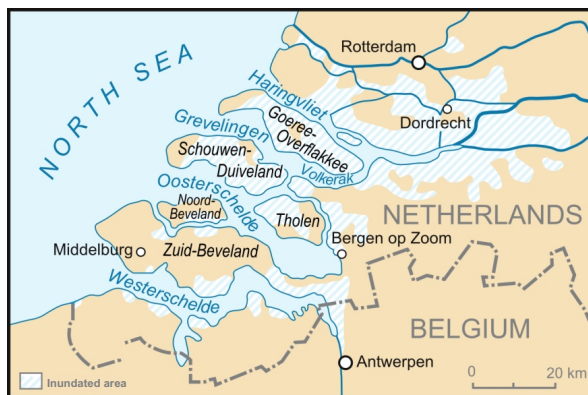 NORTH SEA
Rotterdam
Haringvliet
Dordrecht
Goeree-
Overflakkee
Grevelingen
Volkerak
Schouwen-
Duiveland
Oosterschelde
Noord-
Beveland
Tholen
NETHERLANDS
Middelburg
Zuid-Beveland
Bergen op Zoom
Westerschelde
BELGIUM
Antwerpen
Inundated area
0 20 km